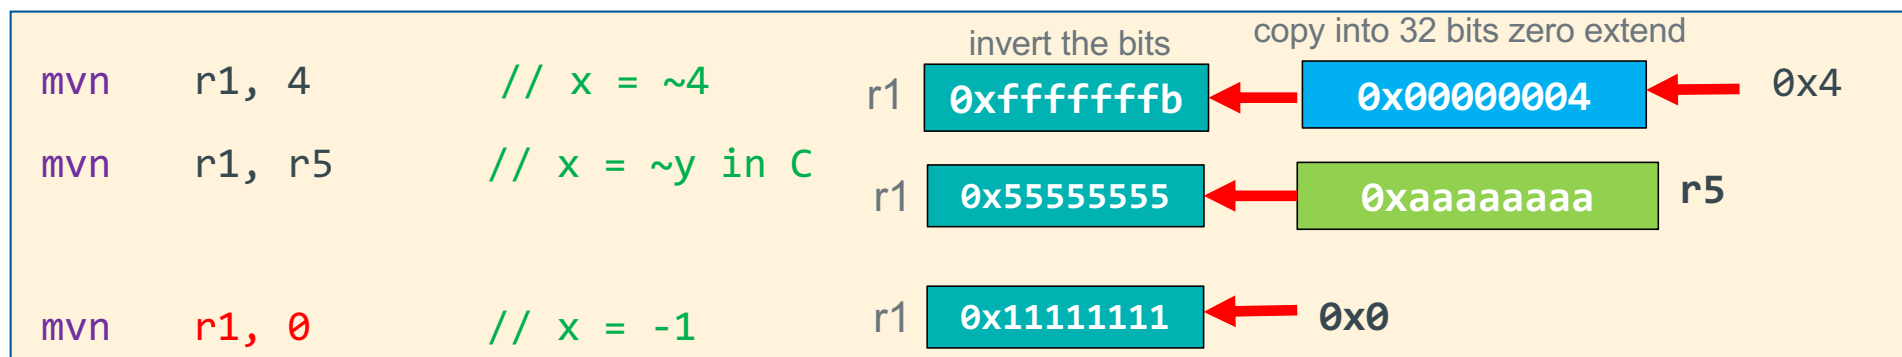 invert the bits copy into 32 bits zero extend
mvn r1, 4 // x = ~4 r1 0xfffffffb 0x00000004 0x4
mvn r1, r5 // x = ~y in C r1 0x55555555 0xaaaaaaaa r5
mvn r1, 0 // x = -1 r1 0x11111111 0x0